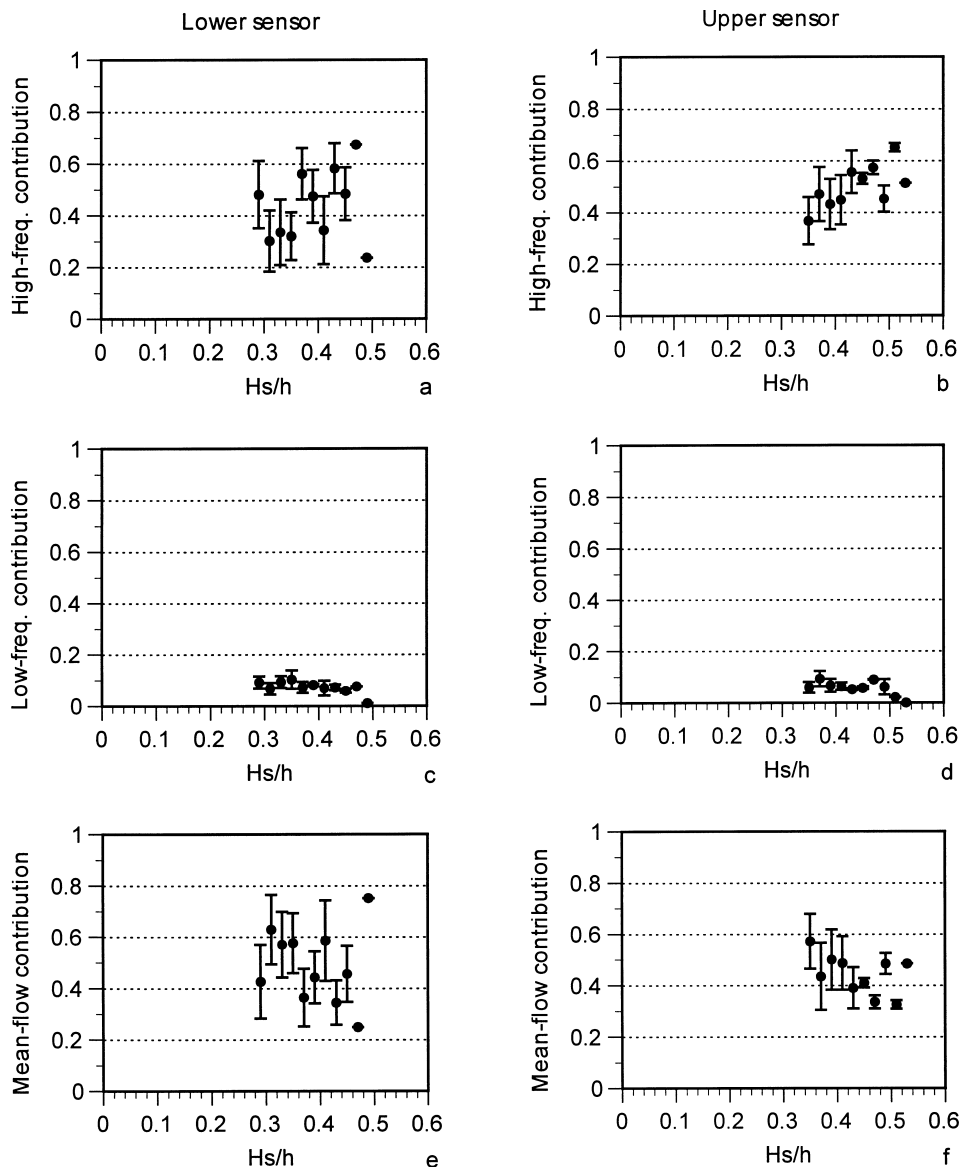 Lower sensor
Upper sensor
High-freq. contribution
1
0.8
0.6
0.4
0.2
0
0 0.1 0.2 0.3 0.4 0.5 0.6
Hs/h
a
High-freq. contribution
1
0.8
0.6
0.4
0.2
0
0 0.1 0.2 0.3 0.4 0.5 0.6
Hs/h
b
Low-freq. contribution
1
0.8
0.6
0.4
0.2
0
0 0.1 0.2 0.3 0.4 0.5 0.6
Hs/h
c
Low-freq. contribution
1
0.8
0.6
0.4
0.2
0
0 0.1 0.2 0.3 0.4 0.5 0.6
Hs/h
d
Mean-flow contribution
1
0.8
0.6
0.4
0.2
0
0 0.1 0.2 0.3 0.4 0.5 0.6
Hs/h
e
Mean-flow contribution
1
0.8
0.6
0.4
0.2
0
0 0.1 0.2 0.3 0.4 0.5 0.6
Hs/h
f